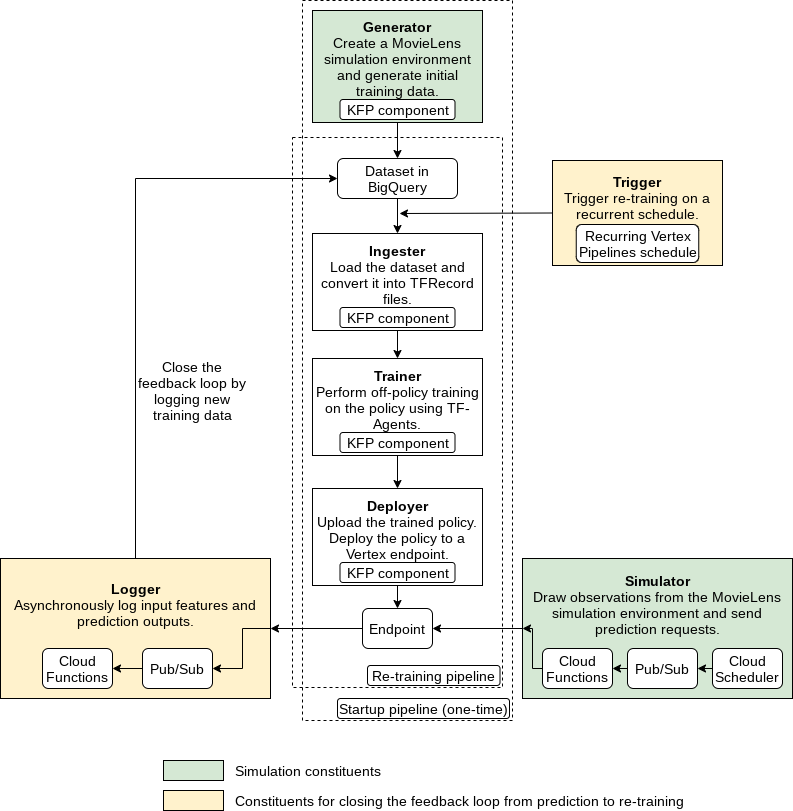 Generator
Create a MovieLens
simulation environment
and generate initial
training data.
KFP component
Dataset in
BigQuery
Trigger
Trigger re-training on a
recurrent schedule.
Recurring Vertex
Pipelines schedule
Ingester
Load the dataset and
convert it into TFRecord
files.
KFP component
Close the
feedback loop by
logging new
training data
Trainer
Perform off-policy training
on the policy using TF-
Agents.
KFP component
Deployer
Upload the trained policy.
Deploy the policy to a
Vertex endpoint.
KFP component
Logger
Asynchronously log input features and
prediction outputs.
Cloud
Functions
Pub/Sub
Endpoint
Simulator
Draw observations from the MovieLens
simulation environment and send
prediction requests.
Cloud
Functions
Pub/Sub
Cloud
Scheduler
Re-training pipeline
Startup pipeline (one-time)
Simulation constituents
Constituents for closing the feedback loop from prediction to re-training